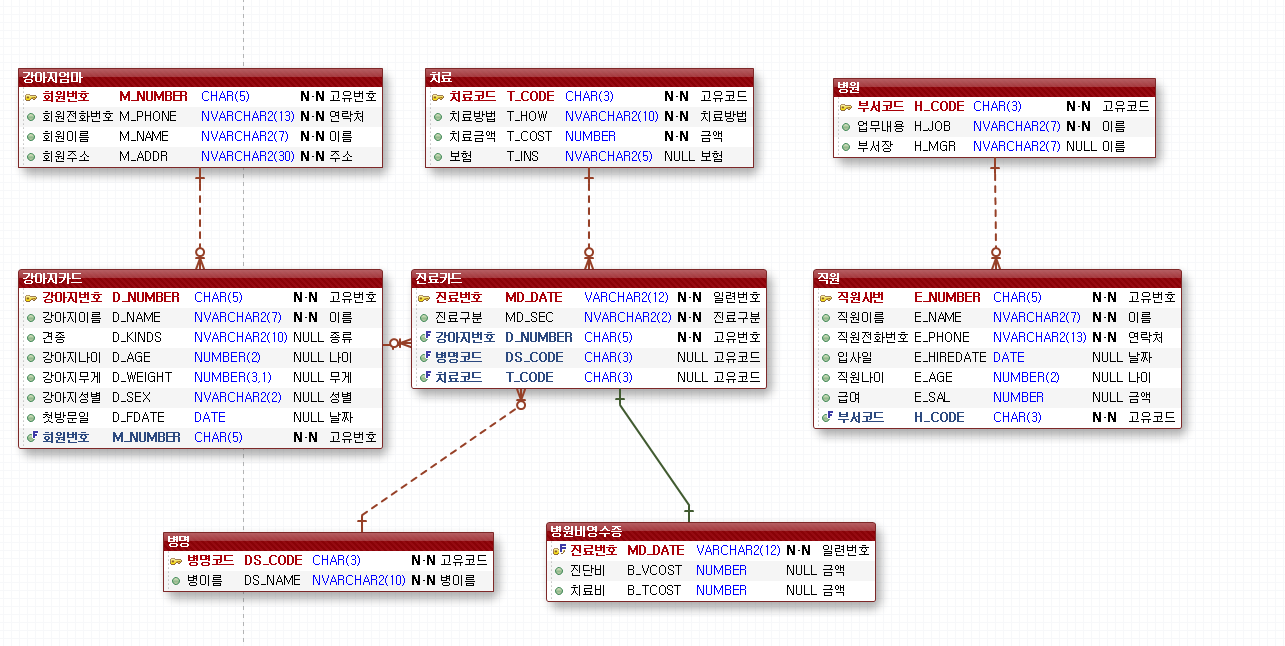 강아지엄마
회원번호 M_NUMBER CHAR(5) N-N 고유번호
회원전화번호 M_PHONE NVARCHAR2(13) N-N 연락처
회원이름 M_NAME NVARCHAR2(7) N-N 이름
회원주소 M_ADDR NVARCHAR2(30) N-N 주소
치료
치료코드 T_CODE CHAR(3) N-N 고유코드
치료방법 T_HOW NVARCHAR2(10) N-N 치료방법
치료금액 T_COST NUMBER N-N 금액
보험 T_INS NVARCHAR2(5) NULL 보험
병원
부서코드 H_CODE CHAR(3) N-N 고유코드
업무내용 H_JOB NVARCHAR2(7) N-N 이름
부서장 H_MGR NVARCHAR2(7) NULL 이름
강아지카드
강아지번호 D_NUMBER CHAR(5) N-N 고유번호
강아지이름 D_NAME NVARCHAR2(7) N-N 이름
견종 D_KINDS NVARCHAR2(10) NULL 종류
강아지나이 D_AGE NUMBER(2) NULL 나이
강아지무게 D_WEIGHT NUMBER(3,1) NULL 무게
강아지성별 D_SEX NVARCHAR2(2) NULL 성별
첫방문일 D_FDATE DATE NULL 날짜
F 회원번호 M_NUMBER CHAR(5) N-N 고유번호
진료카드
진료번호 MD_DATE VARCHAR2(12) N-N 일련번호
진료구분 MD_SEC NVARCHAR2(2) N-N 진료구분
F 강아지번호 D_NUMBER CHAR(5) N-N 고유번호
F 병명코드 DS_CODE CHAR(3) NULL 고유코드
F 치료코드 T_CODE CHAR(3) NULL 고유코드
직원
직원사번 E_NUMBER CHAR(5) N-N 고유번호
직원이름 E_NAME NVARCHAR2(7) N-N 이름
직원전화번호 E_PHONE NVARCHAR2(13) N-N 연락처
입사일 E_HIREDATE DATE NULL 날짜
직원나이 E_AGE NUMBER(2) NULL 나이
급여 E_SAL NUMBER NULL 금액
F 부서코드 H_CODE CHAR(3) N-N 고유코드
병명
병명코드 DS_CODE CHAR(3) N-N 고유코드
병이름 DS_NAME NVARCHAR2(10) N-N 병이름
병원비영수증
F 진료번호 MD_DATE VARCHAR2(12) N-N 일련번호
진단비 B_VCOST NUMBER NULL 금액
치료비 B_TCOST NUMBER NULL 금액